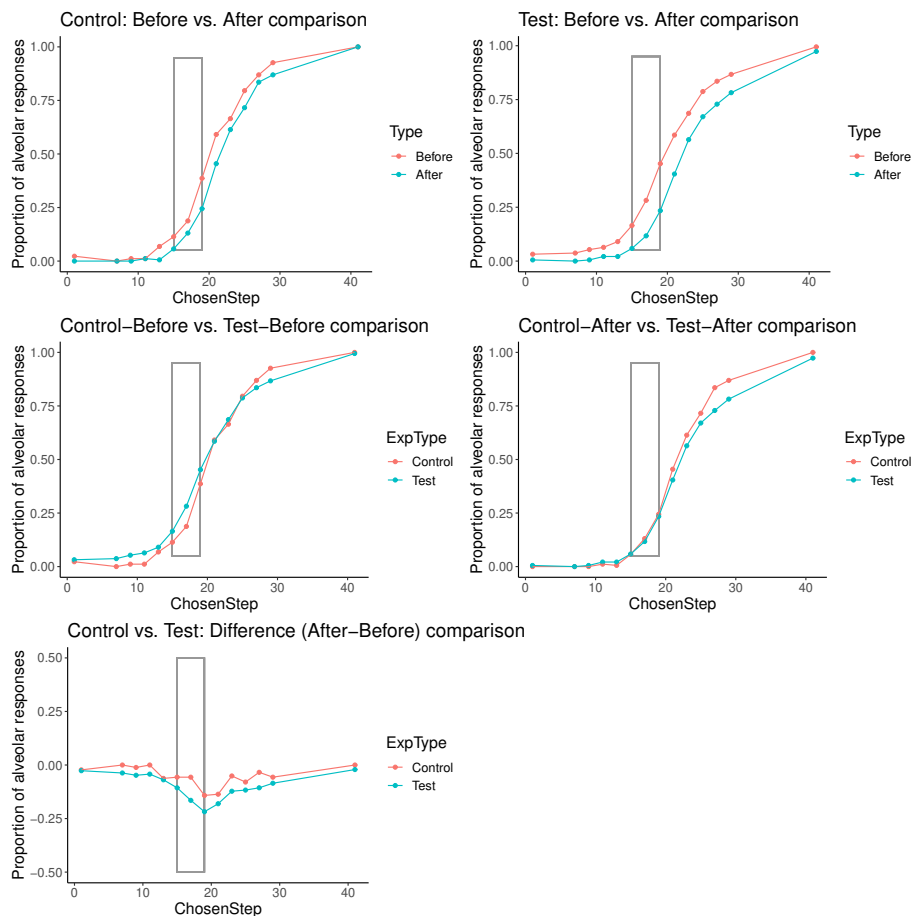 Control: Before vs. After comparison
Proportion of alveolar responses
1.00
0.75
0.50
0.25
0.00
0
10
20
30
40
ChosenStep
Type
Before
After
Test: Before vs. After comparison
Proportion of alveolar responses
1.00
0.75
0.50
0.25
0.00
0
10
20
30
40
ChosenStep
Type
Before
After
Control−Before vs. Test−Before comparison
Proportion of alveolar responses
1.00
0.75
0.50
0.25
0.00
0
10
20
30
40
ChosenStep
ExpType
Control
Test
Control−After vs. Test−After comparison
Proportion of alveolar responses
1.00
0.75
0.50
0.25
0.00
0
10
20
30
40
ChosenStep
ExpType
Control
Test
Control vs. Test: Difference (After−Before) comparison
Proportion of alveolar responses
0.50
0.25
0.00
−0.25
−0.50
0
10
20
30
40
ChosenStep
ExpType
Control
Test